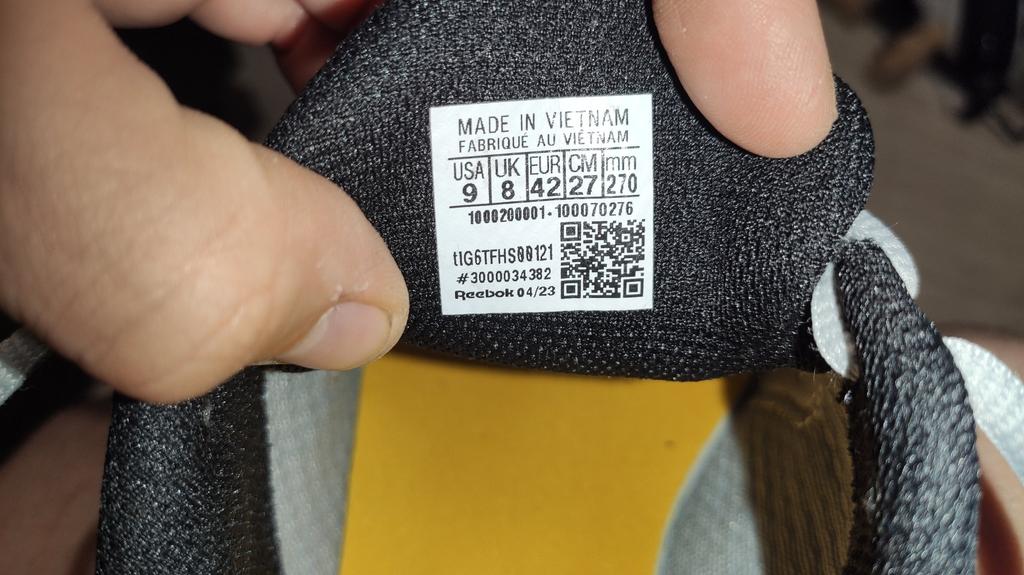 MADE IN VIETNAM
FABRIQUÉ AU VIÊTNAM
USA UK EUR CM mm
9 8 42 27 270
1000200001-100070276
t1G6TFHS00121
#3000034382
Reebok 04/23